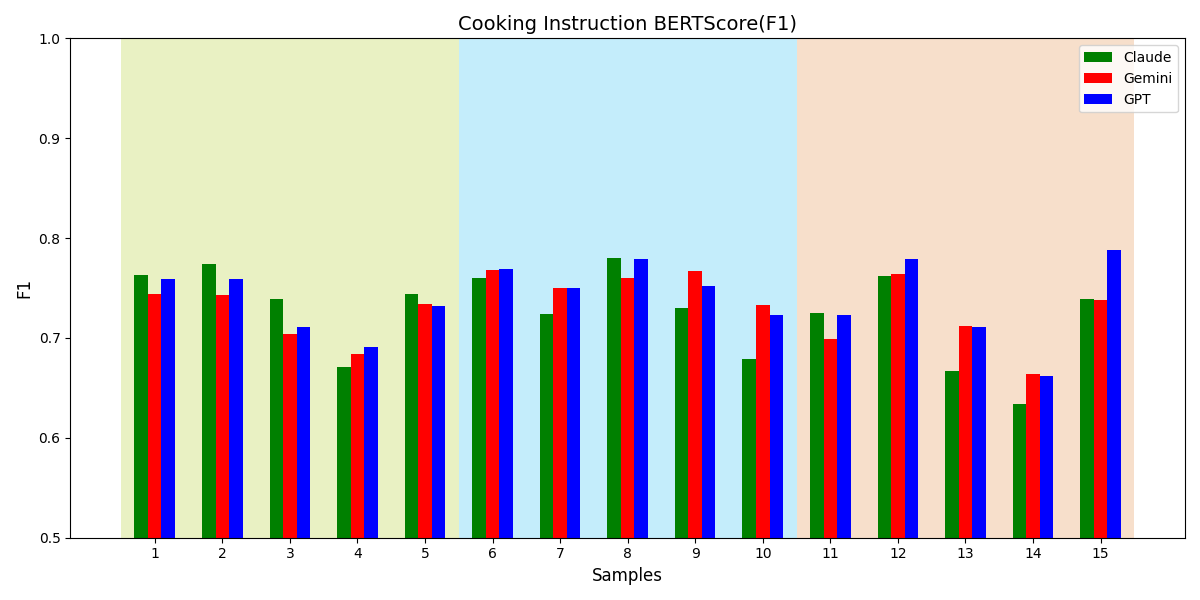 Cooking Instruction BERTScore(F1)
1.0
0.9
0.8
0.7
0.6
0.5
F1
Claude
Gemini
GPT
1 2 3 4 5 6 7 8 9 10 11 12 13 14 15
Samples